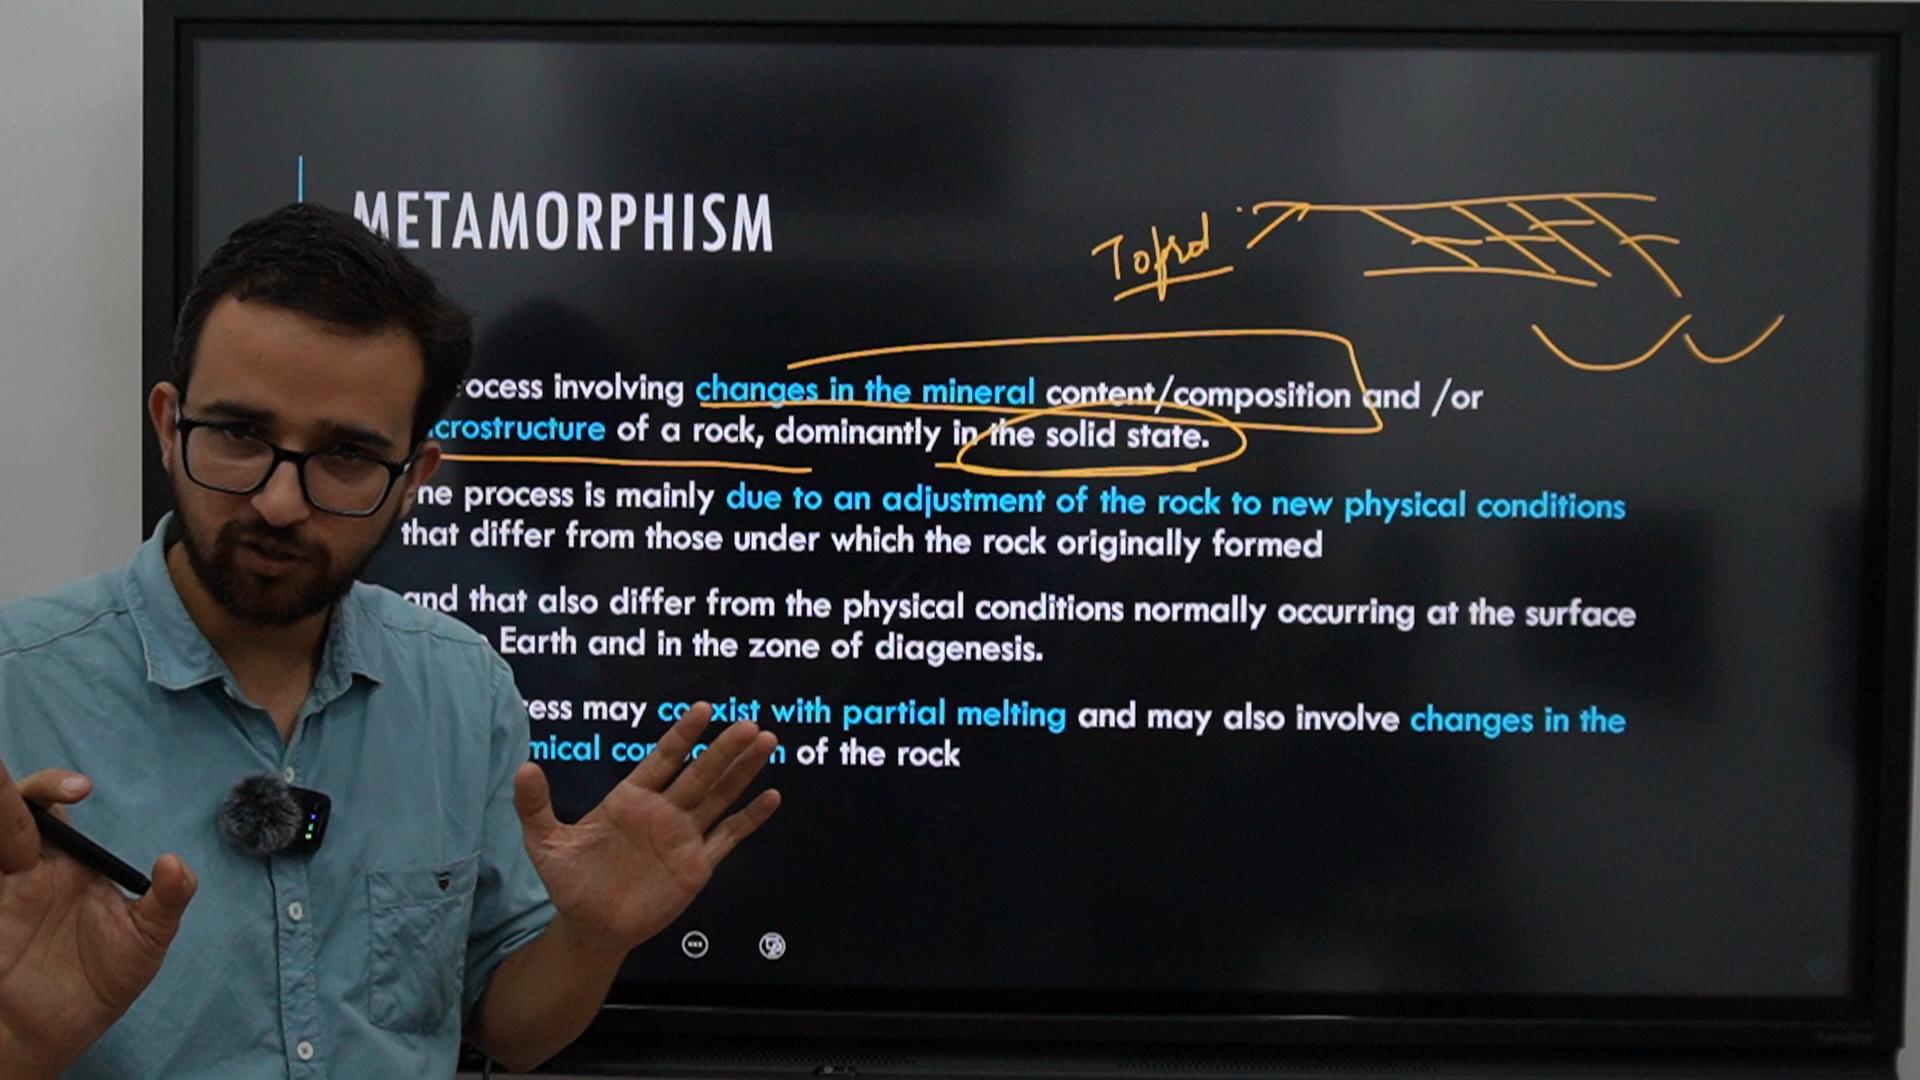 METAMORPHISM
Tofrd
ocess involving changes in the mineral content/composition and /or
crostructure of a rock, dominantly in the solid state.
ne process is mainly due to an adjustment of the rock to new physical conditions
that differ from those under which the rock originally formed
and that also differ from the physical conditions normally occurring at the surface
Earth and in the zone of diagenesis.
ess may coexist with partial melting and may also involve changes in the
mical co n of the rock